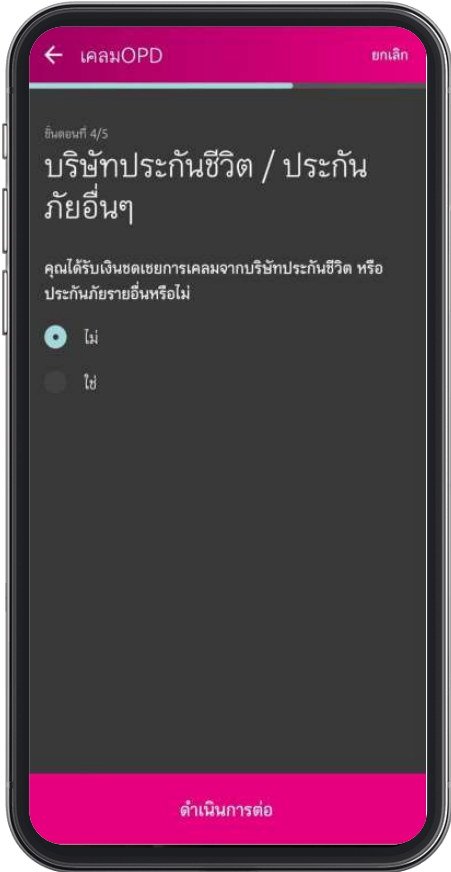 เคลมOPD
ยกเลิก
ขั้นตอนที่ 4/5
บริษัทประกันชีวิต / ประกัน
ภัยอื่นๆ
คุณได้รับเงินชดเชยการเคลมจากบริษัทประกันชีวิต หรือ
ประกันภัยรายอื่นหรือไม่
ไม่
ใช่
ดำเนินการต่อ